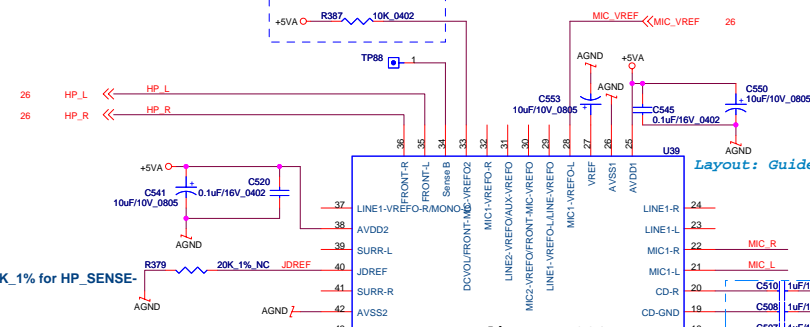 +5VA R387 10K_0402
MIC_VREF MIC_VREF 26
TP88 1
AGND +5VA
26 HP_L HP_L
26 HP_R HP_R
C553
10uF/10V_0805
AGND
C545
0.1uF/16V_0402
C550
10uF/10V_0805
AGND
36 35 34 33 32 31 30 29 28 27 26 25
U39
Layout: Guide
FRONT-R
FRONT-L
Sense B
DCVOL/FRONT-MIC-VREFO2
MIC1-VREFO-R
LINE2-VREFO/AUX-VREFO
MIC2-VREFO/FRONT-MIC-VREFO
LINE1-VREFO-L/LINE-VREFO
MIC1-VREFO-L
VREF
AVSS1
AVDD1
+5VA
C541
10uF/10V_0805
C520
0.1uF/16V_0402
AGND
37 LINE1-VREFO-R/MONO-O
38 AVDD2
39 SURR-L
40 JDREF
41 SURR-R
42 AVSS2
LINE1-R 24
LINE1-L 23
MIC1-R 22 MIC_R
MIC1-L 21 MIC_L
CD-R 20 C510 1uF/1
CD-GND 19 C508 1uF/1
K_1% for HP_SENSE-
R379 20K_1%_NC JDREF
AGND
AGND